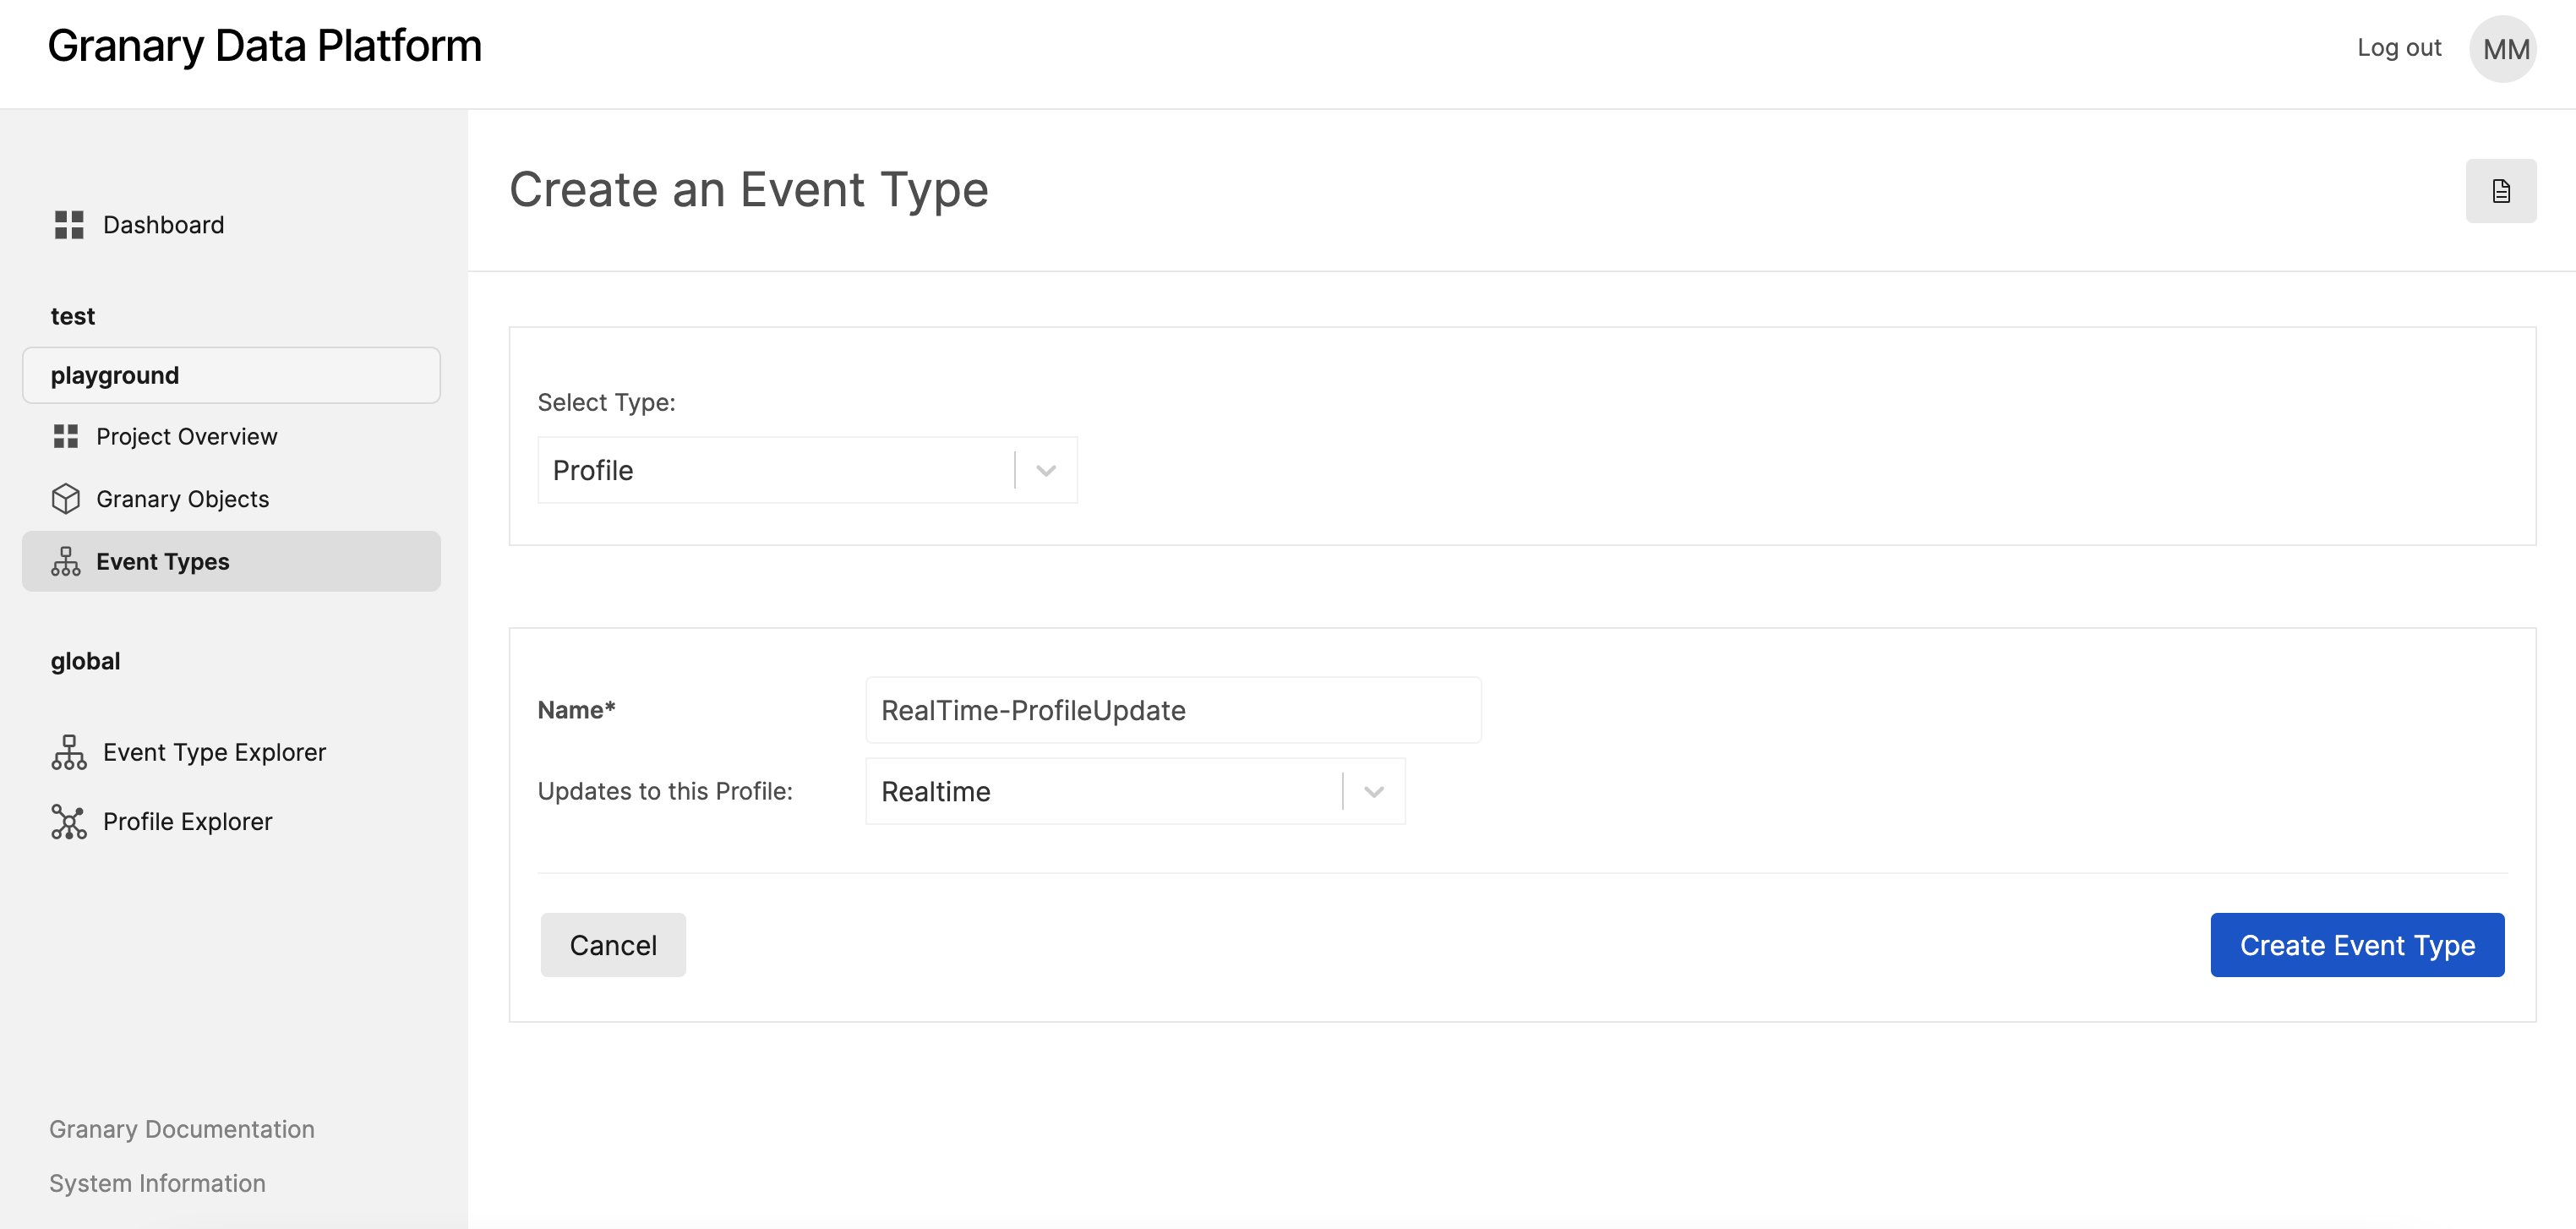 Granary Data Platform
Log out
MM
Dashboard
test
playground
Project Overview
Granary Objects
Event Types
global
Event Type Explorer
Profile Explorer
Granary Documentation
System Information
Create an Event Type
Select Type:
Profile
Name*
RealTime-ProfileUpdate
Updates to this Profile:
Realtime
Cancel
Create Event Type